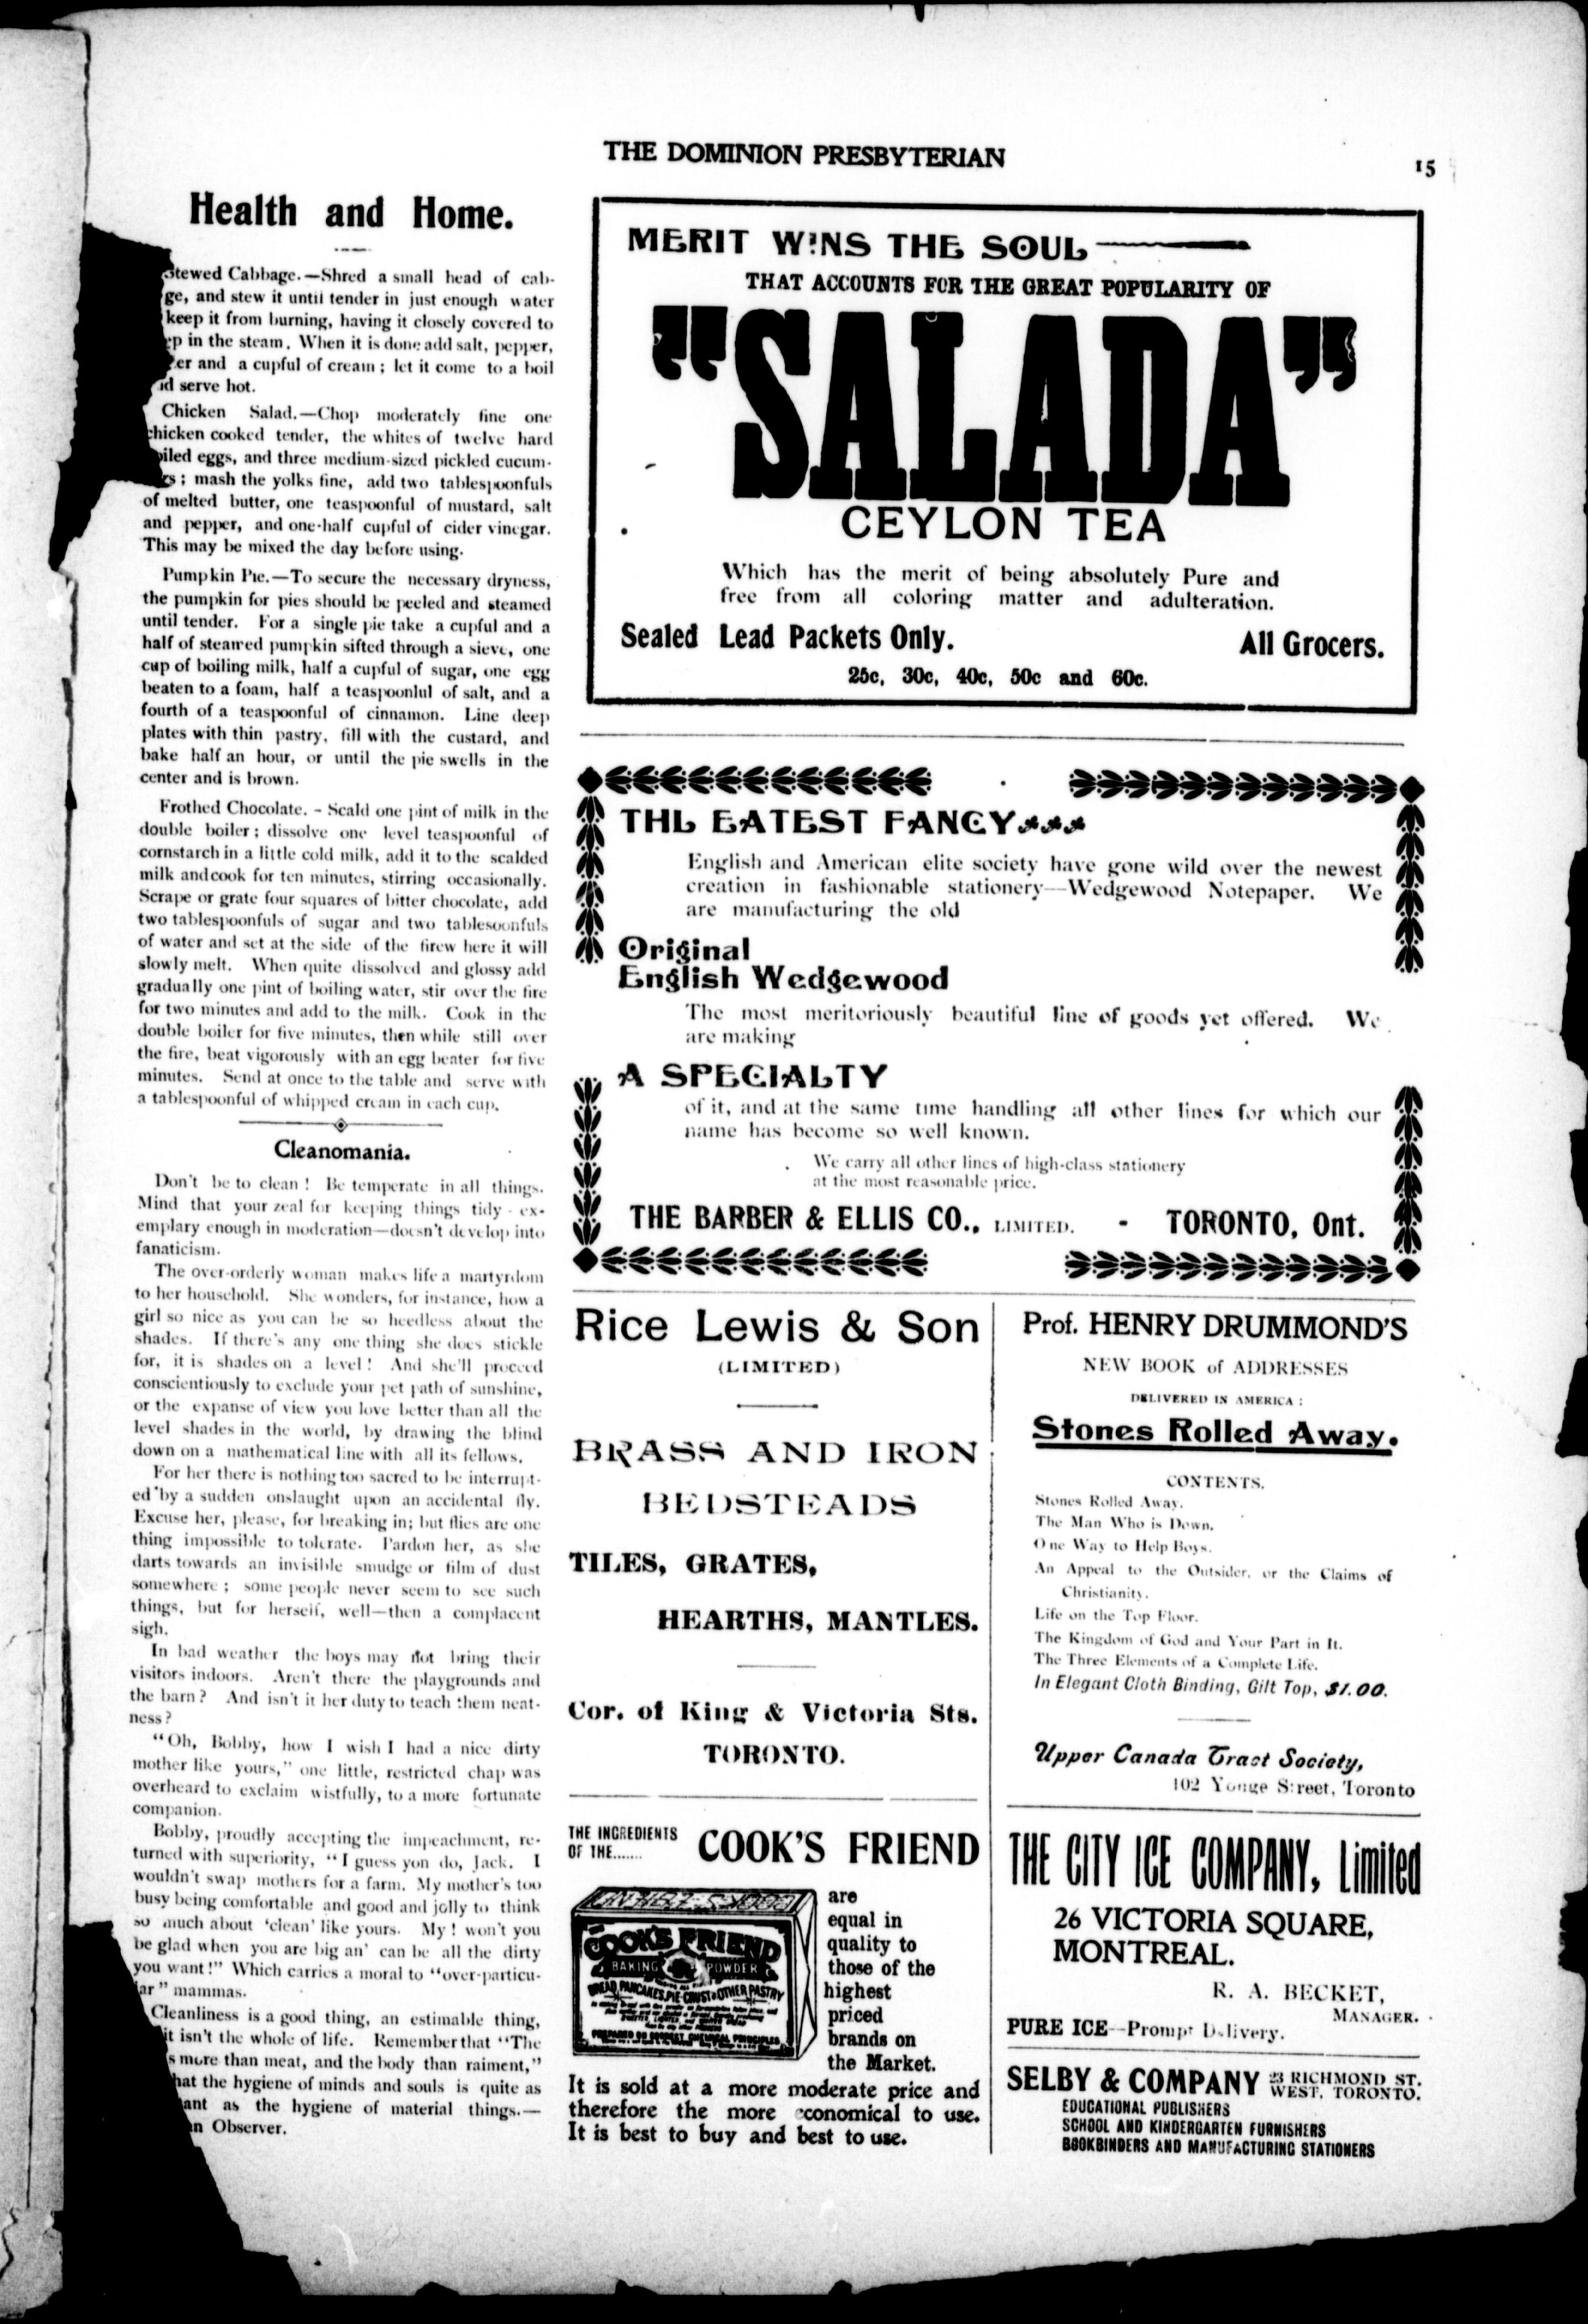 THE DOMINION PRESBYTERIAN
15
Health and Home.
Stewed Cabbage.—Shred a small head of cab-
ge, and stew it until tender in just enough water
keep it from burning, having it closely covered to
p in the steam. When it is done add salt, pepper,
er and a cupful of cream; let it come to a boil
id serve hot.
Chicken Salad.—Chop moderately fine one
chicken cooked tender, the whites of twelve hard
iled eggs, and three medium-sized pickled cucum-
rs; mash the yolks fine, add two tablespoonfuls
of melted butter, one teaspoonful of mustard, salt
and pepper, and one-half cupful of cider vinegar.
This may be mixed the day before using.
Pumpkin Pie.—To secure the necessary dryness,
the pumpkin for pies should be peeled and steamed
until tender. For a single pie take a cupful and a
half of steamed pumpkin sifted through a sieve, one
cup of boiling milk, half a cupful of sugar, one egg
beaten to a foam, half a teaspoonlul of salt, and a
fourth of a teaspoonful of cinnamon. Line deep
plates with thin pastry, fill with the custard, and
bake half an hour, or until the pie swells in the
center and is brown.
Frothed Chocolate. - Scald one pint of milk in the
double boiler; dissolve one level teaspoonful of
cornstarch in a little cold milk, add it to the scalded
milk and cook for ten minutes, stirring occasionally.
Scrape or grate four squares of bitter chocolate, add
two tablespoonfuls of sugar and two tablesoonfuls
of water and set at the side of the firew here it will
slowly melt. When quite dissolved and glossy add
gradually one pint of boiling water, stir over the fire
for two minutes and add to the milk. Cook in the
double boiler for five minutes, then while still over
the fire, beat vigorously with an egg beater for five
minutes. Send at once to the table and serve with
a tablespoonful of whipped cream in each cup.
Cleanomania.
Don't be to clean! Be temperate in all things.
Mind that your zeal for keeping things tidy - ex-
emplary enough in moderation—doesn't develop into
fanaticism.
The over-orderly woman makes life a martyrdom
to her household. She wonders, for instance, how a
girl so nice as you can be so heedless about the
shades. If there's any one thing she does stickle
for, it is shades on a level! And she'll proceed
conscientiously to exclude your pet path of sunshine,
or the expanse of view you love better than all the
level shades in the world, by drawing the blind
down on a mathematical line with all its fellows.
For her there is nothing too sacred to be interrupt-
ed by a sudden onslaught upon an accidental fly.
Excuse her, please, for breaking in; but flies are one
thing impossible to tolerate. Pardon her, as she
darts towards an invisible smudge or film of dust
somewhere; some people never seem to see such
things, but for herself, well—then a complacent
sigh.
In bad weather the boys may not bring their
visitors indoors. Aren't there the playgrounds and
the barn? And isn't it her duty to teach them neat-
ness?
"Oh, Bobby, how I wish I had a nice dirty
mother like yours," one little, restricted chap was
overheard to exclaim wistfully, to a more fortunate
companion.
Bobby, proudly accepting the impeachment, re-
turned with superiority, "I guess yon do, Jack. I
wouldn't swap mothers for a farm. My mother's too
busy being comfortable and good and jolly to think
so much about 'clean' like yours. My! won't you
be glad when you are big an' can be all the dirty
you want!" Which carries a moral to "over-particu-
lar" mammas.
Cleanliness is a good thing, an estimable thing,
it isn't the whole of life. Remember that "The
s more than meat, and the body than raiment,"
hat the hygiene of minds and souls is quite as
ant as the hygiene of material things.—
n Observer.
MERIT WINS THE SOUL
THAT ACCOUNTS FOR THE GREAT POPULARITY OF
"SALADA"
CEYLON TEA
Which has the merit of being absolutely Pure and
free from all coloring matter and adulteration.
Sealed Lead Packets Only. All Grocers.
25c, 30c, 40c, 50c and 60c.
THE LATEST FANCY
English and American elite society have gone wild over the newest
creation in fashionable stationery—Wedgewood Notepaper. We
are manufacturing the old
Original
English Wedgewood
The most meritoriously beautiful line of goods yet offered. We
are making
A SPECIALTY
of it, and at the same time handling all other lines for which our
name has become so well known.
We carry all other lines of high-class stationery
at the most reasonable price.
THE BARBER & ELLIS CO., LIMITED. - TORONTO, Ont.
Rice Lewis & Son
(LIMITED)
BRASS AND IRON
BEDSTEADS
TILES, GRATES,
HEARTHS, MANTLES.
Cor. of King & Victoria Sts.
TORONTO.
THE INGREDIENTS
OF THE.......
COOK'S FRIEND
COOK'S FRIEND
BAKING POWDER
BREAD, PANCAKES, PIE-CRUST & OTHER PASTRY
PREPARED ON CORRECT CHEMICAL PRINCIPLES
are
equal in
quality to
those of the
highest
priced
brands on
the Market.
It is sold at a more moderate price and
therefore the more economical to use.
It is best to buy and best to use.
Prof. HENRY DRUMMOND'S
NEW BOOK of ADDRESSES
DELIVERED IN AMERICA:
Stones Rolled Away.
CONTENTS.
Stones Rolled Away.
The Man Who is Down.
One Way to Help Boys.
An Appeal to the Outsider, or the Claims of
Christianity.
Life on the Top Floor.
The Kingdom of God and Your Part in It.
The Three Elements of a Complete Life.
In Elegant Cloth Binding, Gilt Top, $1.00.
Upper Canada Tract Society,
102 Yonge Street, Toronto
THE CITY ICE COMPANY, Limited
26 VICTORIA SQUARE,
MONTREAL.
R. A. BECKET,
MANAGER.
PURE ICE—Prompt Delivery.
SELBY & COMPANY 23 RICHMOND ST.
WEST, TORONTO.
EDUCATIONAL PUBLISHERS
SCHOOL AND KINDERGARTEN FURNISHERS
BOOKBINDERS AND MANUFACTURING STATIONERS